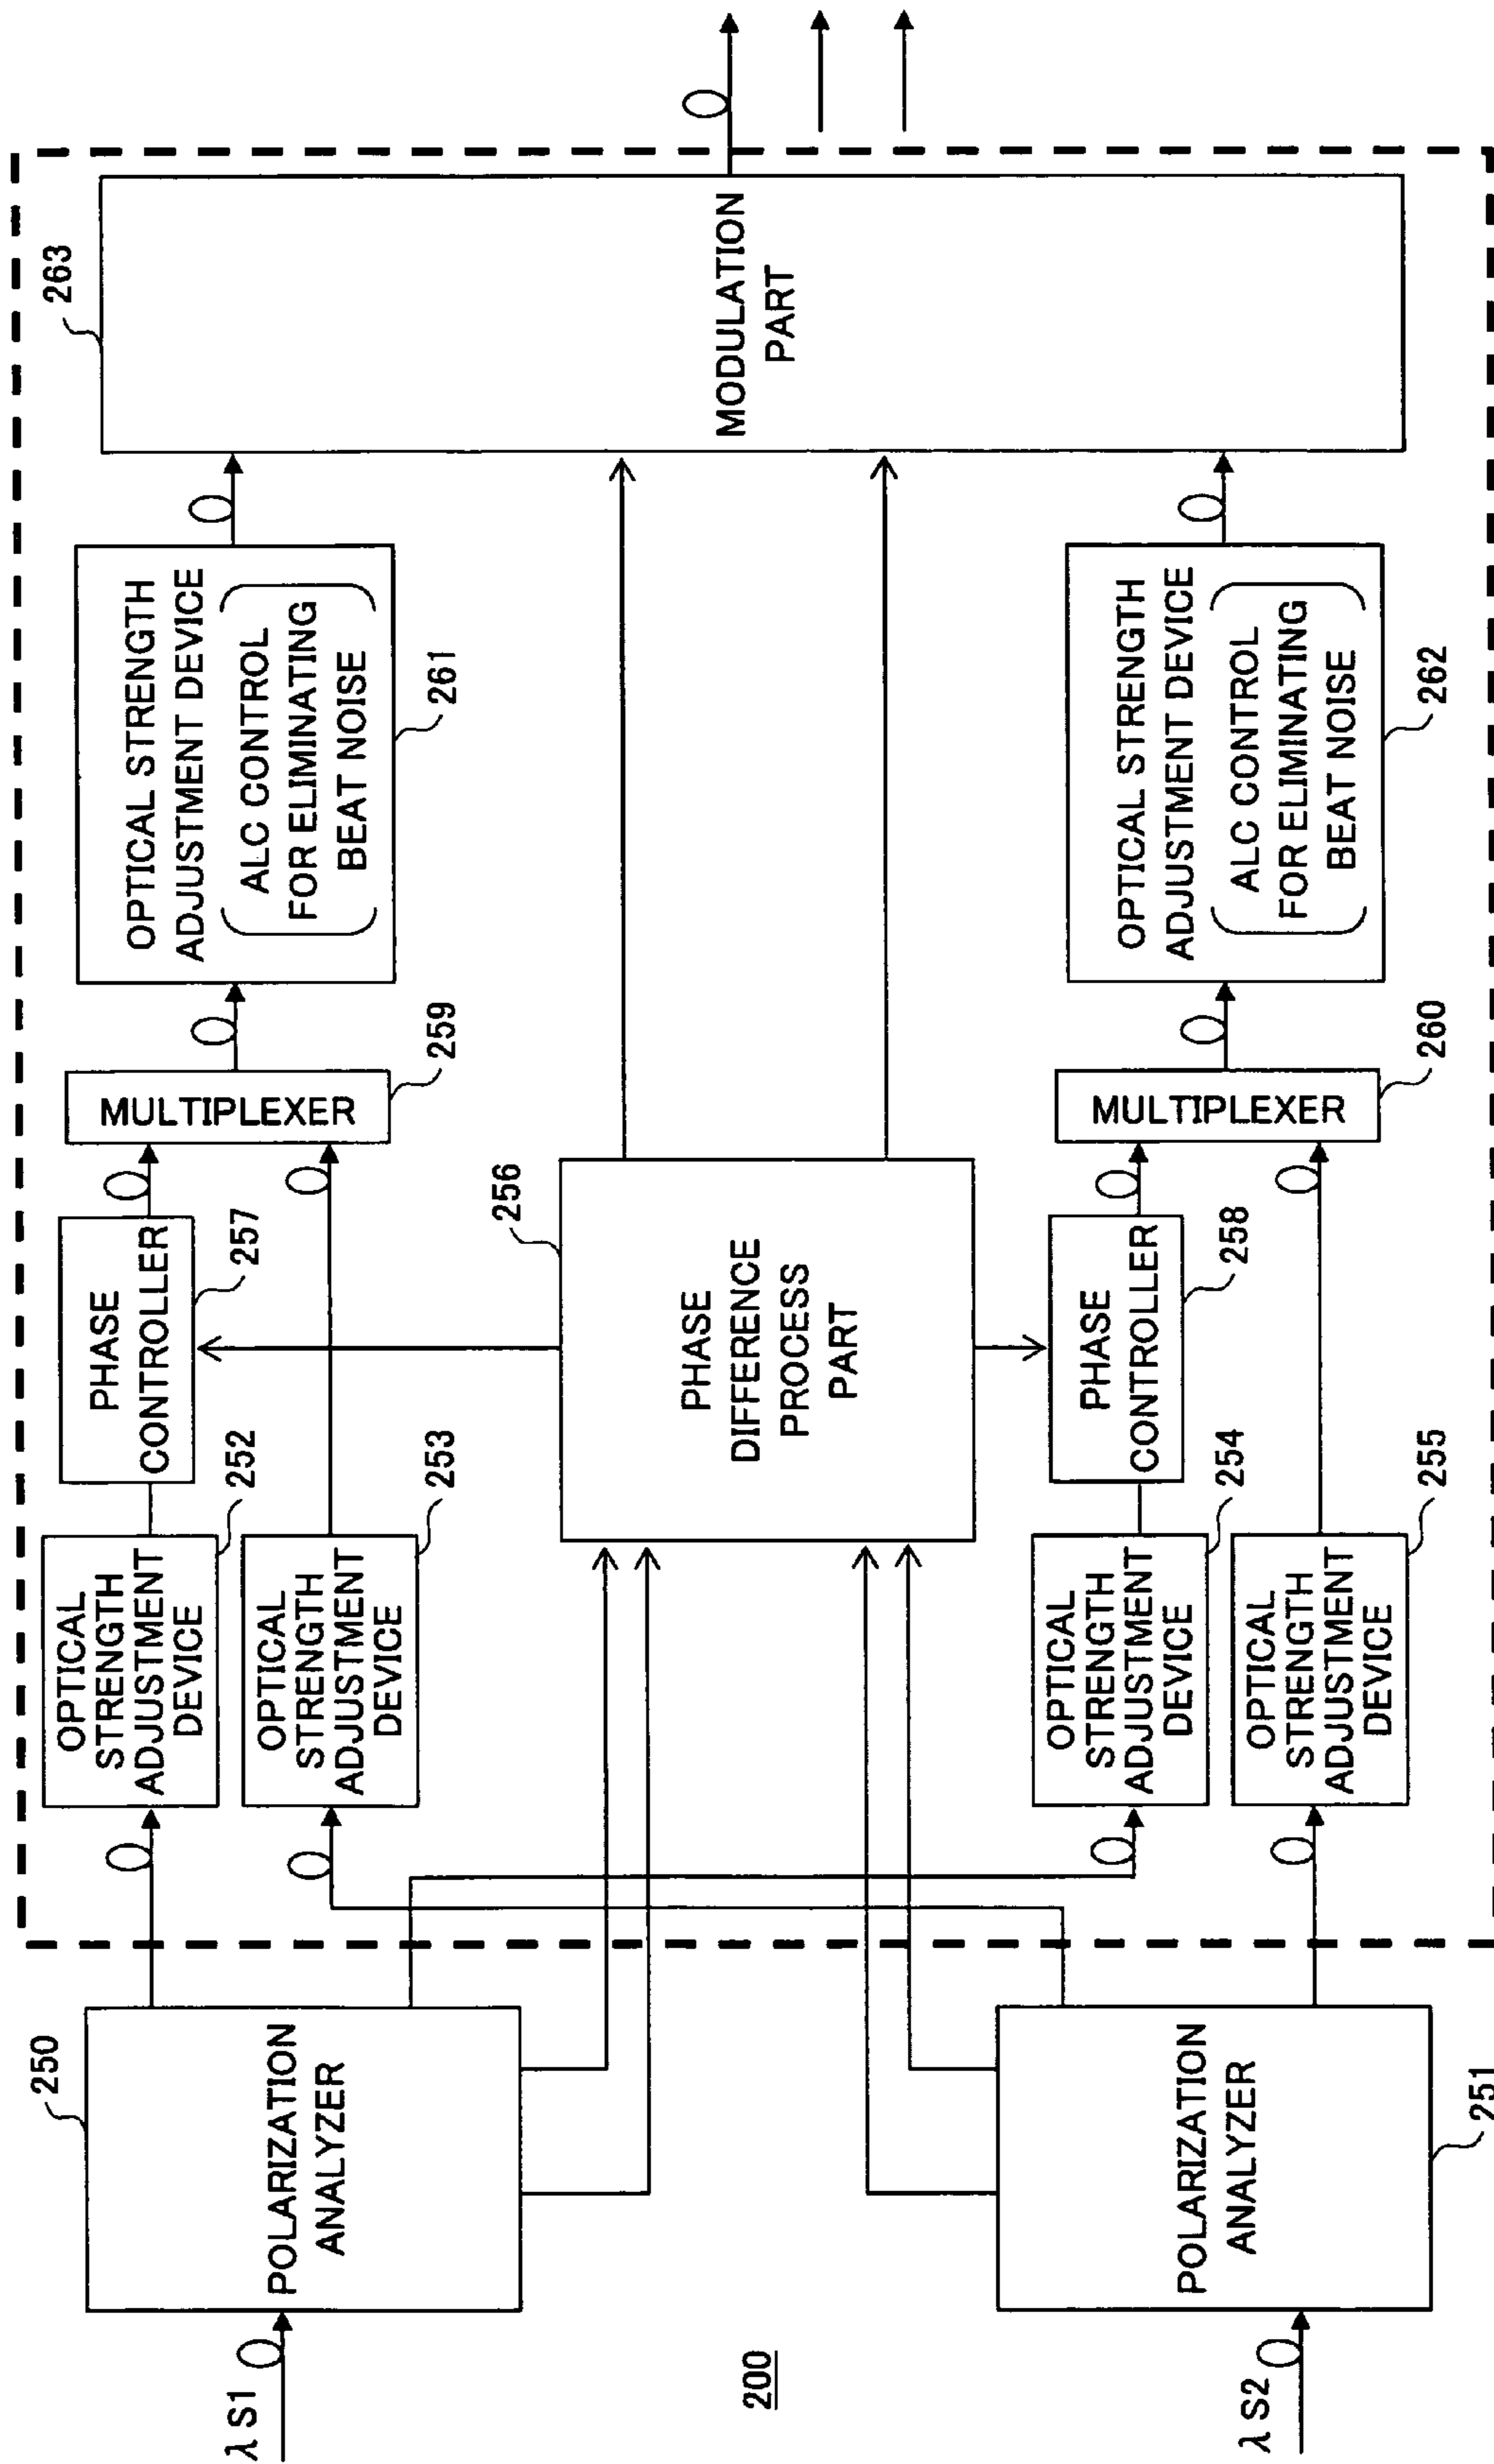 λS1
250
POLARIZATION
ANALYZER
λS2
POLARIZATION
ANALYZER
251
200
OPTICAL
STRENGTH
ADJUSTMENT
DEVICE
252
OPTICAL
STRENGTH
ADJUSTMENT
DEVICE
253
OPTICAL
STRENGTH
ADJUSTMENT
DEVICE
254
OPTICAL
STRENGTH
ADJUSTMENT
DEVICE
255
PHASE
CONTROLLER
257
256
PHASE
DIFFERENCE
PROCESS
PART
PHASE
CONTROLLER
258
MULTIPLEXER
259
MULTIPLEXER
260
OPTICAL STRENGTH
ADJUSTMENT DEVICE
ALC CONTROL
FOR ELIMINATING
BEAT NOISE
261
OPTICAL STRENGTH
ADJUSTMENT DEVICE
ALC CONTROL
FOR ELIMINATING
BEAT NOISE
262
263
MODULATION
PART